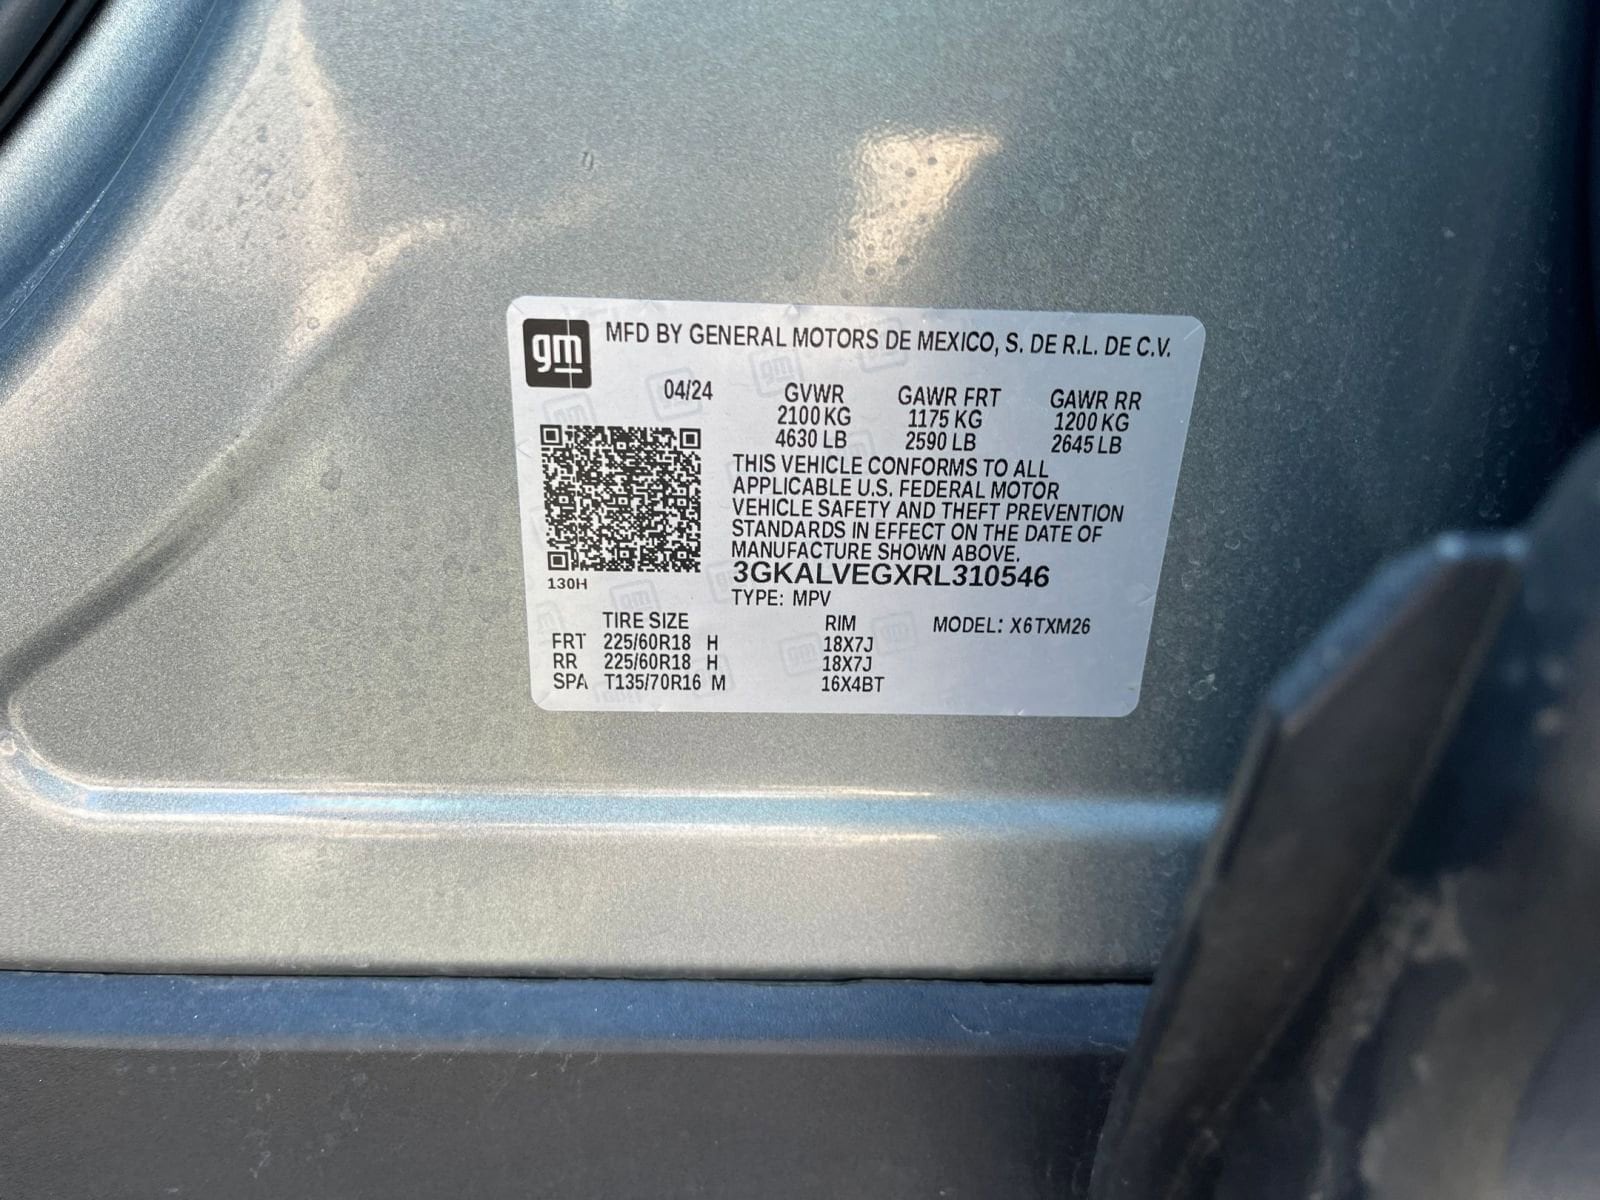 gm
MFD BY GENERAL MOTORS DE MEXICO, S. DE R.L. DE C.V.
04/24 GVWR GAWR FRT GAWR RR
2100 KG 1175 KG 1200 KG
4630 LB 2590 LB 2645 LB
THIS VEHICLE CONFORMS TO ALL
APPLICABLE U.S. FEDERAL MOTOR
VEHICLE SAFETY AND THEFT PREVENTION
STANDARDS IN EFFECT ON THE DATE OF
MANUFACTURE SHOWN ABOVE.
3GKALVEGXRL310546
130H
TYPE: MPV
TIRE SIZE RIM MODEL: X6TXM26
FRT 225/60R18 H 18X7J
RR 225/60R18 H 18X7J
SPA T135/70R16 M 16X4BT